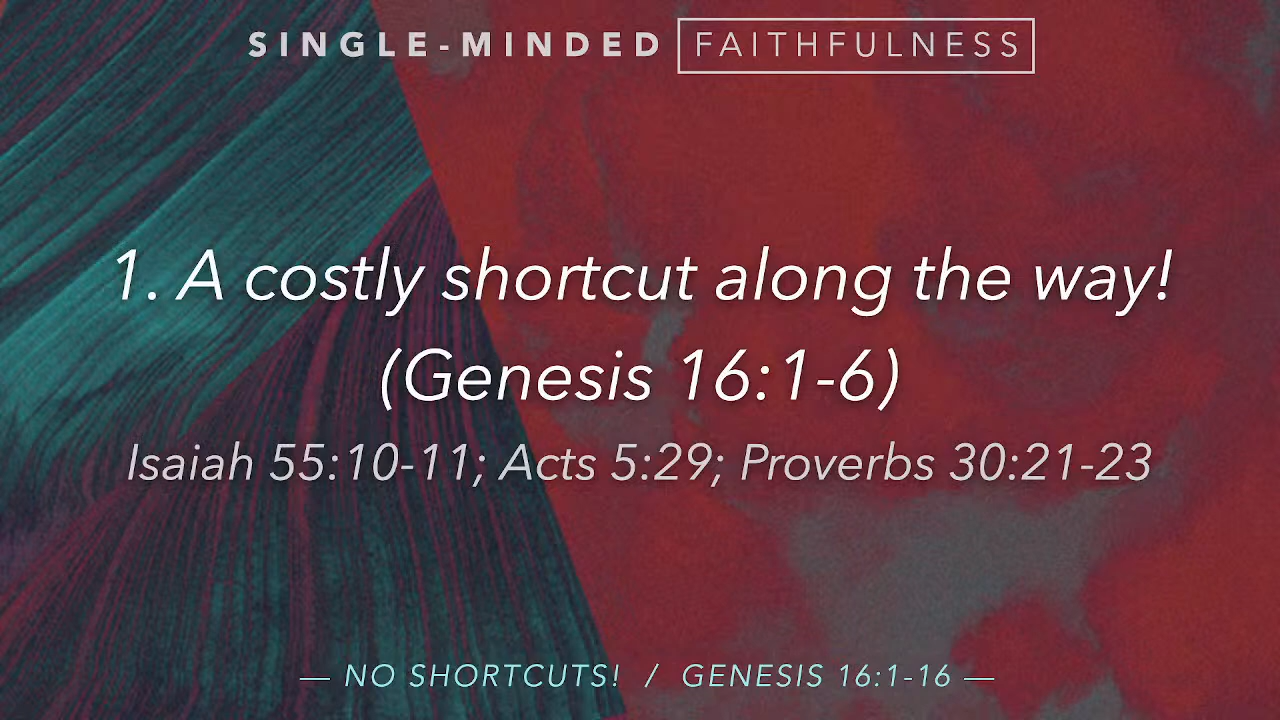 SINGLE-MINDED FAITHFULNESS
1. A costly shortcut along the way!
(Genesis 16:1-6)
Isaiah 55:10-11; Acts 5:29; Proverbs 30:21-23
— NO SHORTCUTS! / GENESIS 16:1-16 —